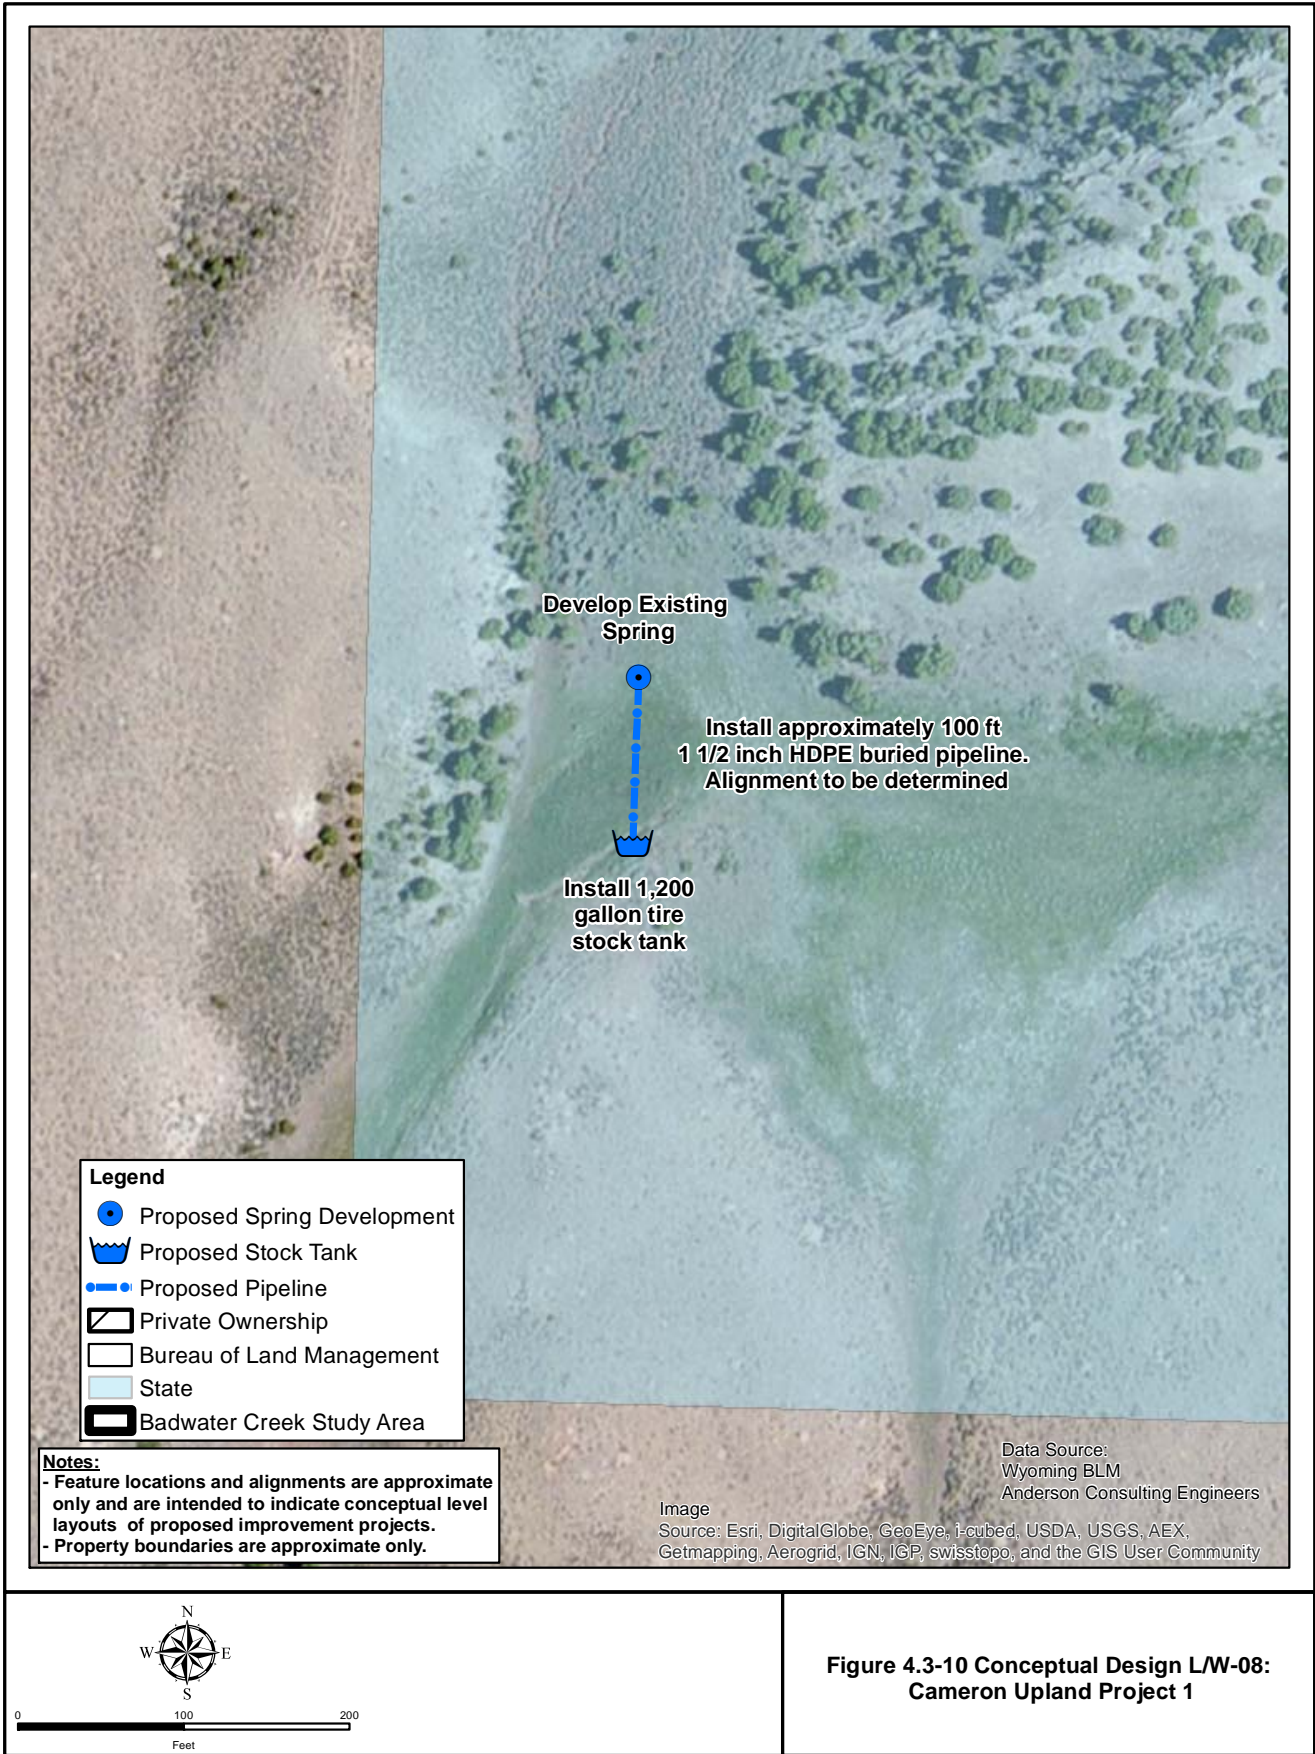 Develop Existing
Spring
Install approximately 100 ft
1 1/2 inch HDPE buried pipeline.
Alignment to be determined
Install 1,200
gallon tire
stock tank
Legend
Proposed Spring Development
Proposed Stock Tank
Proposed Pipeline
Private Ownership
Bureau of Land Management
State
Badwater Creek Study Area
Notes:
- Feature locations and alignments are approximate
only and are intended to indicate conceptual level
layouts of proposed improvement projects.
- Property boundaries are approximate only.
Data Source:
Wyoming BLM
Anderson Consulting Engineers
Image
Source: Esri, DigitalGlobe, GeoEye, i-cubed, USDA, USGS, AEX,
Getmapping, Aerogrid, IGN, IGP, swisstopo, and the GIS User Community
N
W E
S
0 100 200
Feet
Figure 4.3-10 Conceptual Design L/W-08:
Cameron Upland Project 1